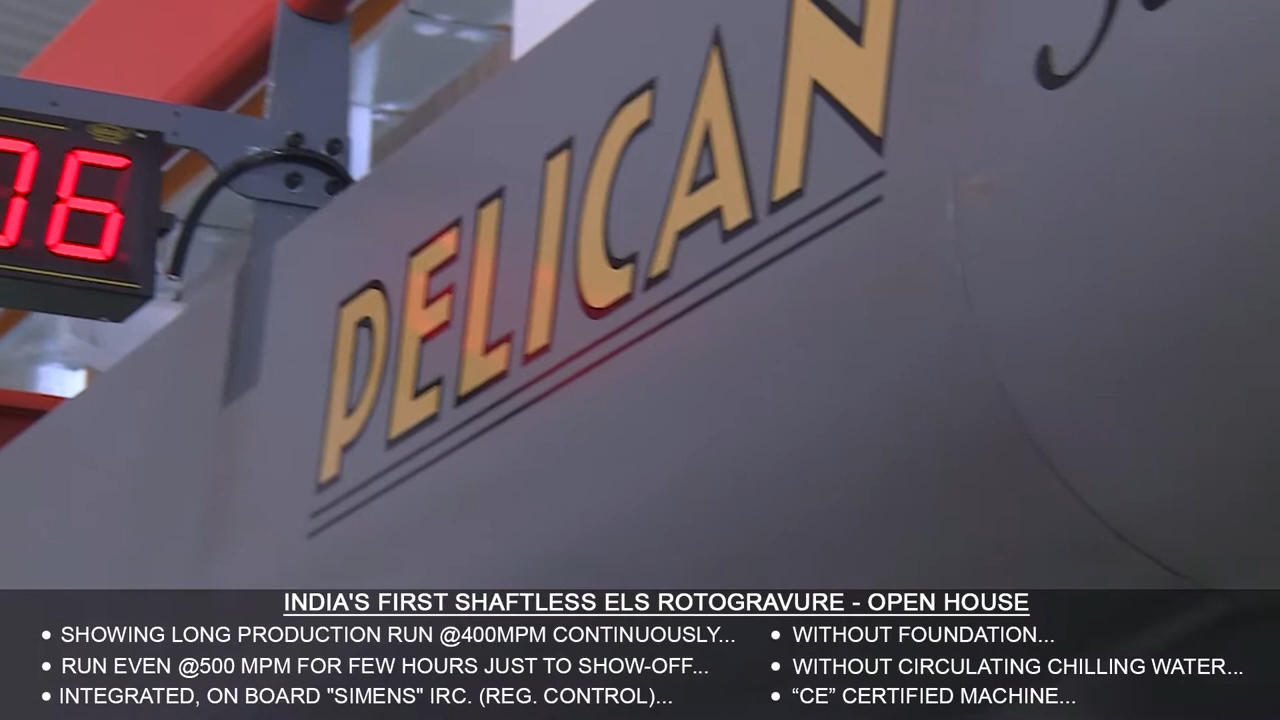 06
PELICAN
INDIA'S FIRST SHAFTLESS ELS ROTOGRAVURE - OPEN HOUSE
• SHOWING LONG PRODUCTION RUN @400MPM CONTINUOUSLY...
• RUN EVEN @500 MPM FOR FEW HOURS JUST TO SHOW-OFF...
• INTEGRATED, ON BOARD "SIMENS" IRC. (REG. CONTROL)...
• WITHOUT FOUNDATION...
• WITHOUT CIRCULATING CHILLING WATER...
• “CE” CERTIFIED MACHINE...